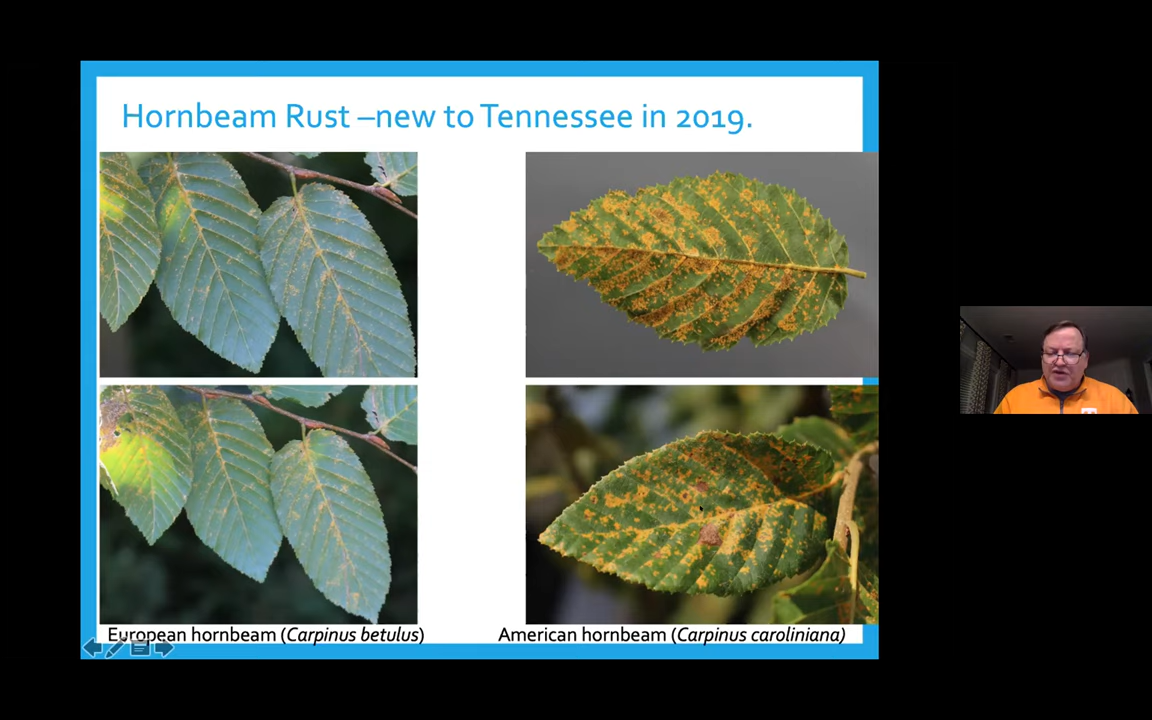 Hornbeam Rust –new to Tennessee in 2019.
European hornbeam (Carpinus betulus)
American hornbeam (Carpinus caroliniana)